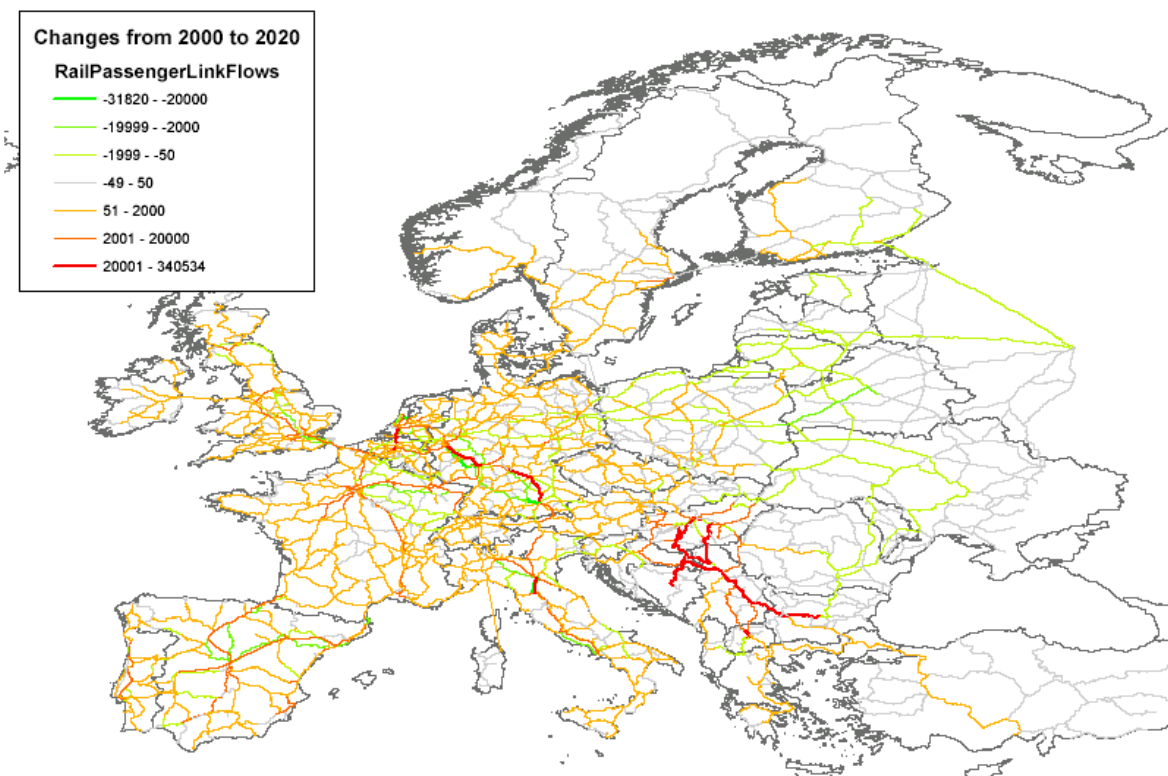 Changes from 2000 to 2020
RailPassengerLinkFlows
-31820 - -20000
-19999 - -2000
-1999 - -50
-49 - 50
51 - 2000
2001 - 20000
20001 - 340534